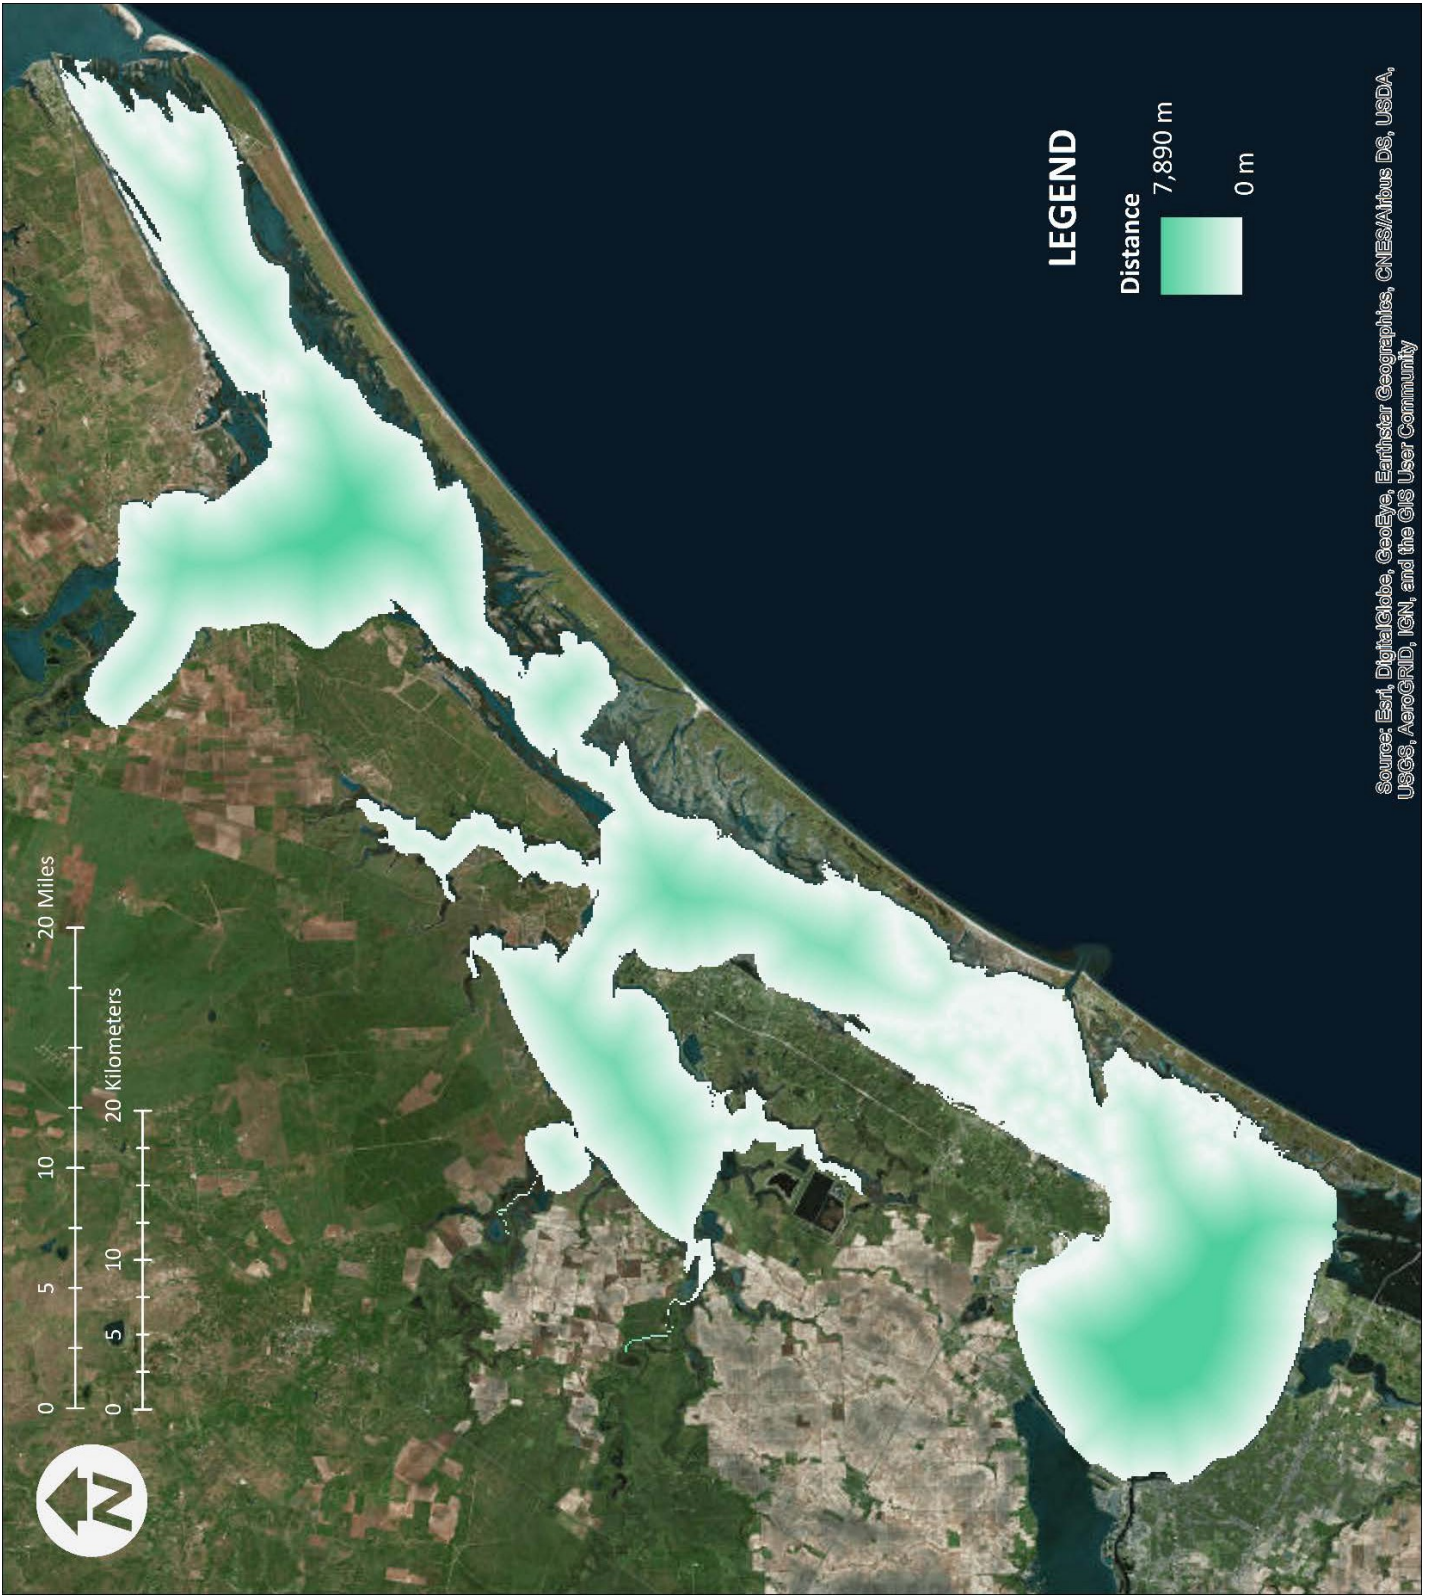 N
0 5 10 20 Miles
0 5 10 20 Kilometers
LEGEND
Distance
7,890 m
0 m
Source: Esri, DigitalGlobe, GeoEye, Earthstar Geographics, CNES/Airbus DS, USDA,
USGS, AeroGRID, IGN, and the GIS User Community